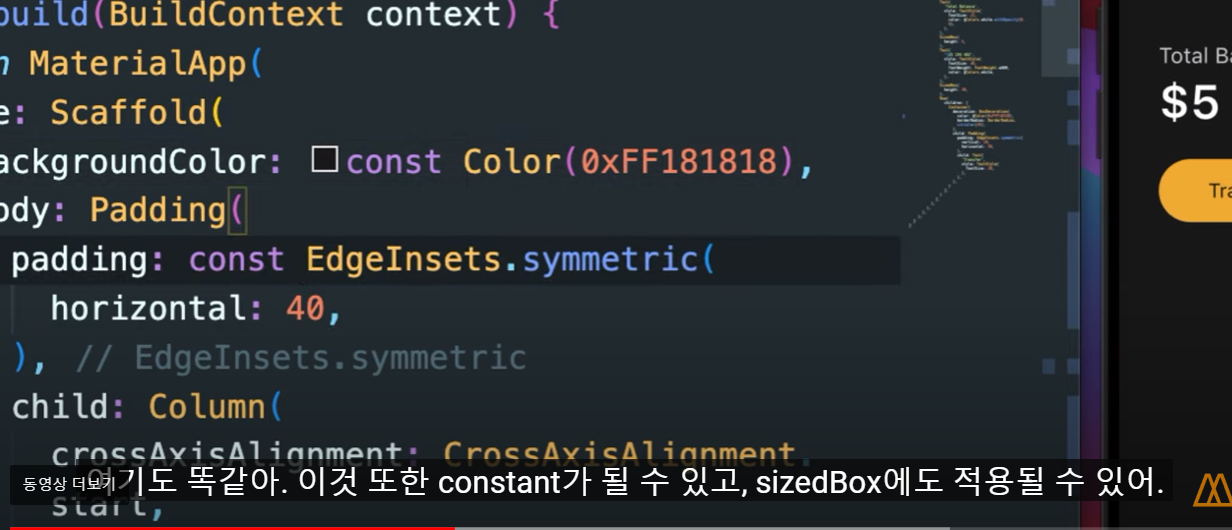 build(BuildContext context) {
n MaterialApp(
e: Scaffold(
ackgroundColor: const Color(0xFF181818),
ody: Padding(
padding: const EdgeInsets.symmetric(
horizontal: 40,
), // EdgeInsets.symmetric
child: Column(
crossAxisAlignment: CrossAxisAlignment.
start,
Total Ba
$5
Tra
동영상 더보기
여기도 똑같아. 이것 또한 constant가 될 수 있고, sizedBox에도 적용될 수 있어.